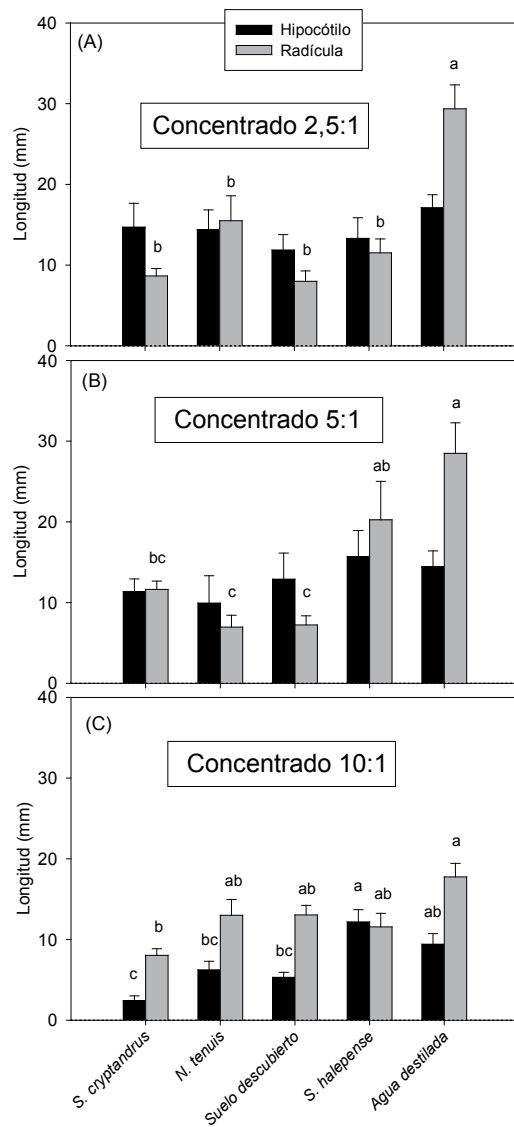 (A)
Hipocótilo
Radícula
Concentrado 2,5:1
Longitud (mm)
40
30
20
10
0
b
b
b
b
a
(B)
Concentrado 5:1
Longitud (mm)
40
30
20
10
0
bc
c
c
ab
a
(C)
Concentrado 10:1
Longitud (mm)
40
30
20
10
0
c
b
bc
ab
bc
ab
a
ab
ab
a
S. cryptandrus
N. tenuis
Suelo descubierto
S. halepense
Agua destilada